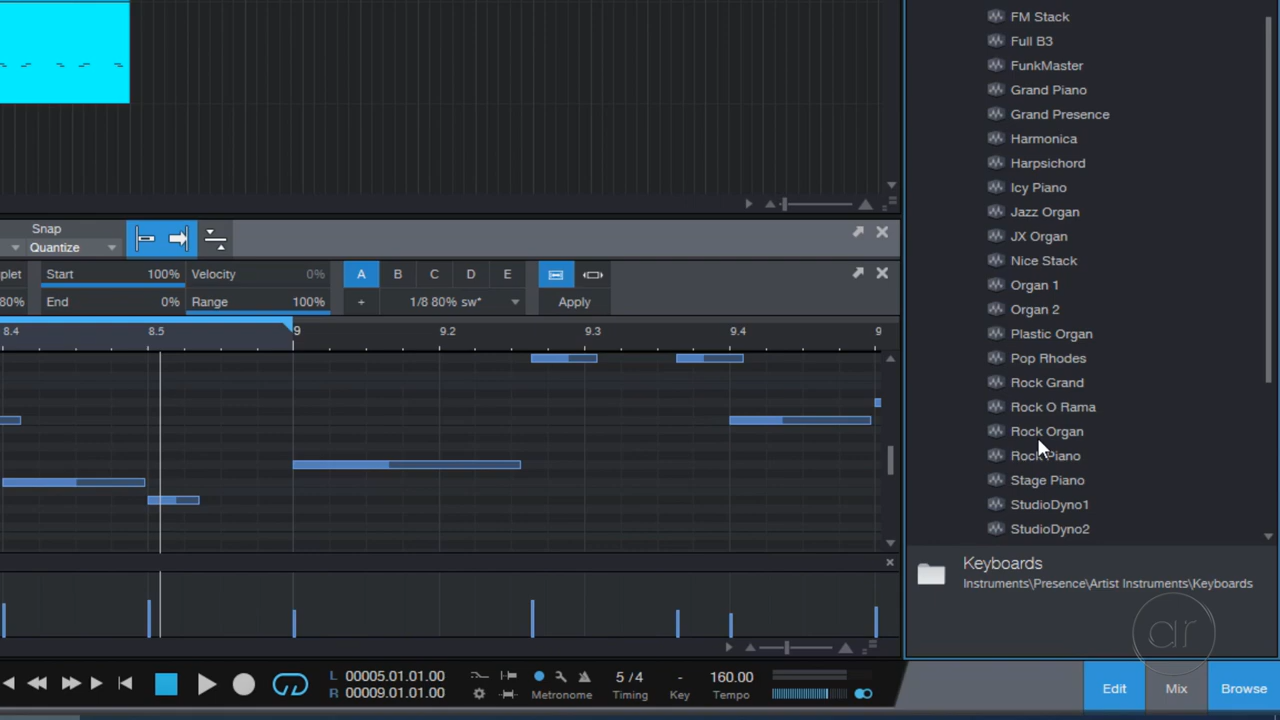 FM Stack
Full B3
FunkMaster
Grand Piano
Grand Presence
Harmonica
Harpsichord
Icy Piano
Jazz Organ
JX Organ
Nice Stack
Organ 1
Organ 2
Plastic Organ
Pop Rhodes
Rock Grand
Rock O Rama
Rock Organ
Rock Piano
Stage Piano
StudioDyno1
StudioDyno2
Keyboards
Instruments\Presence\Artist Instruments\Keyboards
ar
Snap
Quantize
plet Start 100% Velocity 0% A B C D E
80% End 0% Range 100% + 1/8 80% sw* Apply
8.4 8.5 9 9.2 9.3 9.4 9
L 00005.01.01.00 5 / 4 - 160.00
R 00009.01.01.00 Metronome Timing Key Tempo
Edit Mix Browse